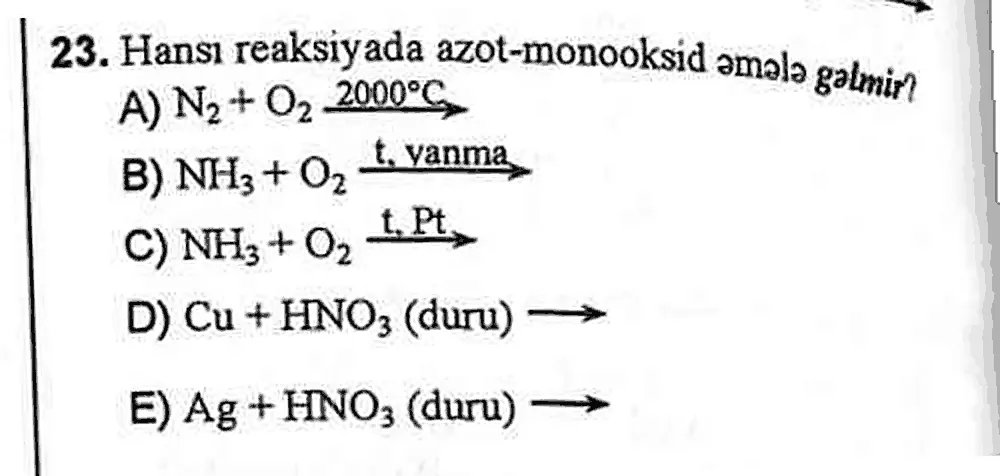 23. Hansı reaksiyada azot-monooksid əmələ gəlmir?
A) N₂ + O₂ 2000°C →
B) NH₃ + O₂ t, yanma →
C) NH₃ + O₂ t, Pt →
D) Cu + HNO₃ (duru) →
E) Ag + HNO₃ (duru) →